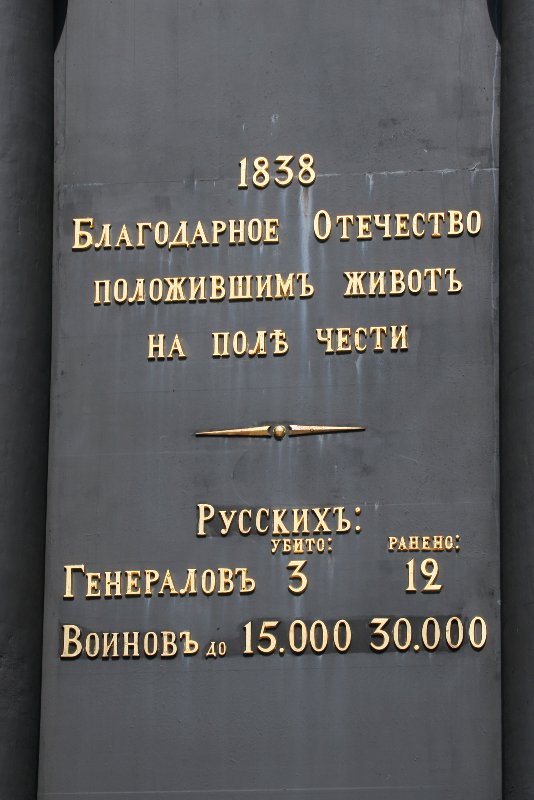 1838
Благодарное Отечество
положившимъ животъ
на полѣ чести
Русскихъ:
убито: ранено:
Генераловъ 3 12
Воиновъ до 15.000 30.000